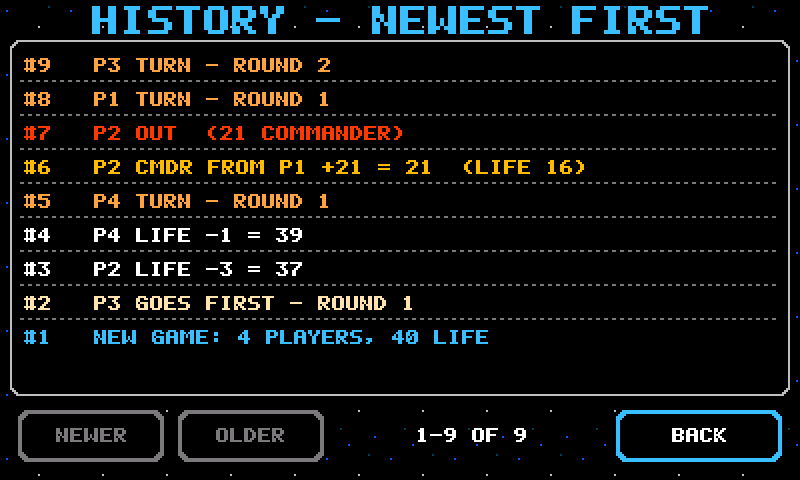 HISTORY - NEWEST FIRST
#9 P3 TURN - ROUND 2
#8 P1 TURN - ROUND 1
#7 P2 OUT (21 COMMANDER)
#6 P2 CMDR FROM P1 +21 = 21 (LIFE 16)
#5 P4 TURN - ROUND 1
#4 P4 LIFE -1 = 39
#3 P2 LIFE -3 = 37
#2 P3 GOES FIRST - ROUND 1
#1 NEW GAME: 4 PLAYERS, 40 LIFE
NEWER OLDER 1-9 OF 9 BACK